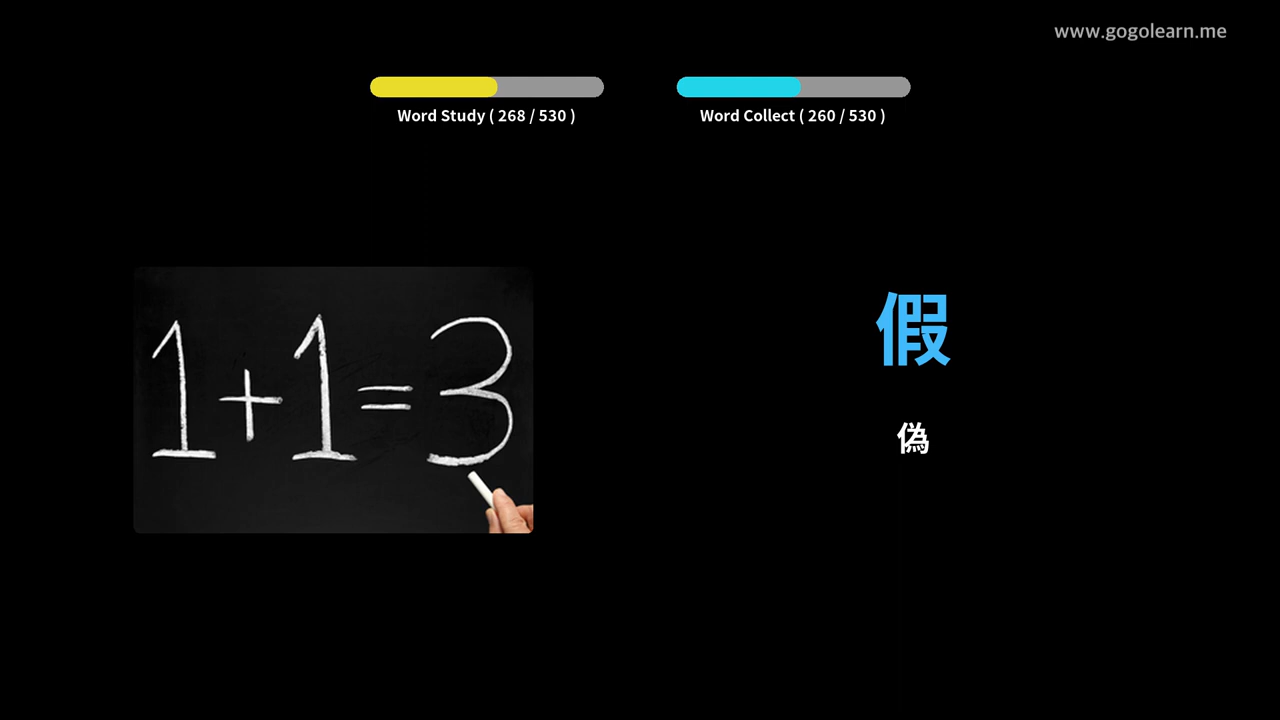 www.gogolearn.me
Word Study ( 268 / 530 )
Word Collect ( 260 / 530 )
1+1=3
假
偽